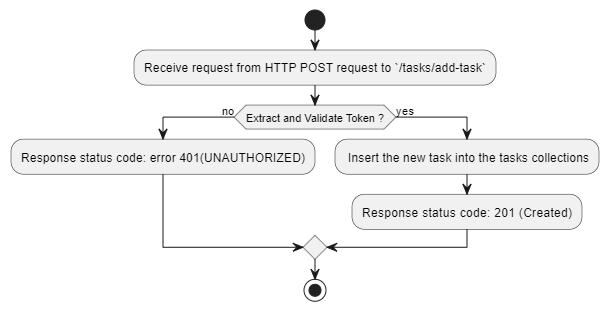 Receive request from HTTP POST request to `/tasks/add-task`
no
Extract and Validate Token ?
yes
Response status code: error 401(UNAUTHORIZED)
Insert the new task into the tasks collections
Response status code: 201 (Created)